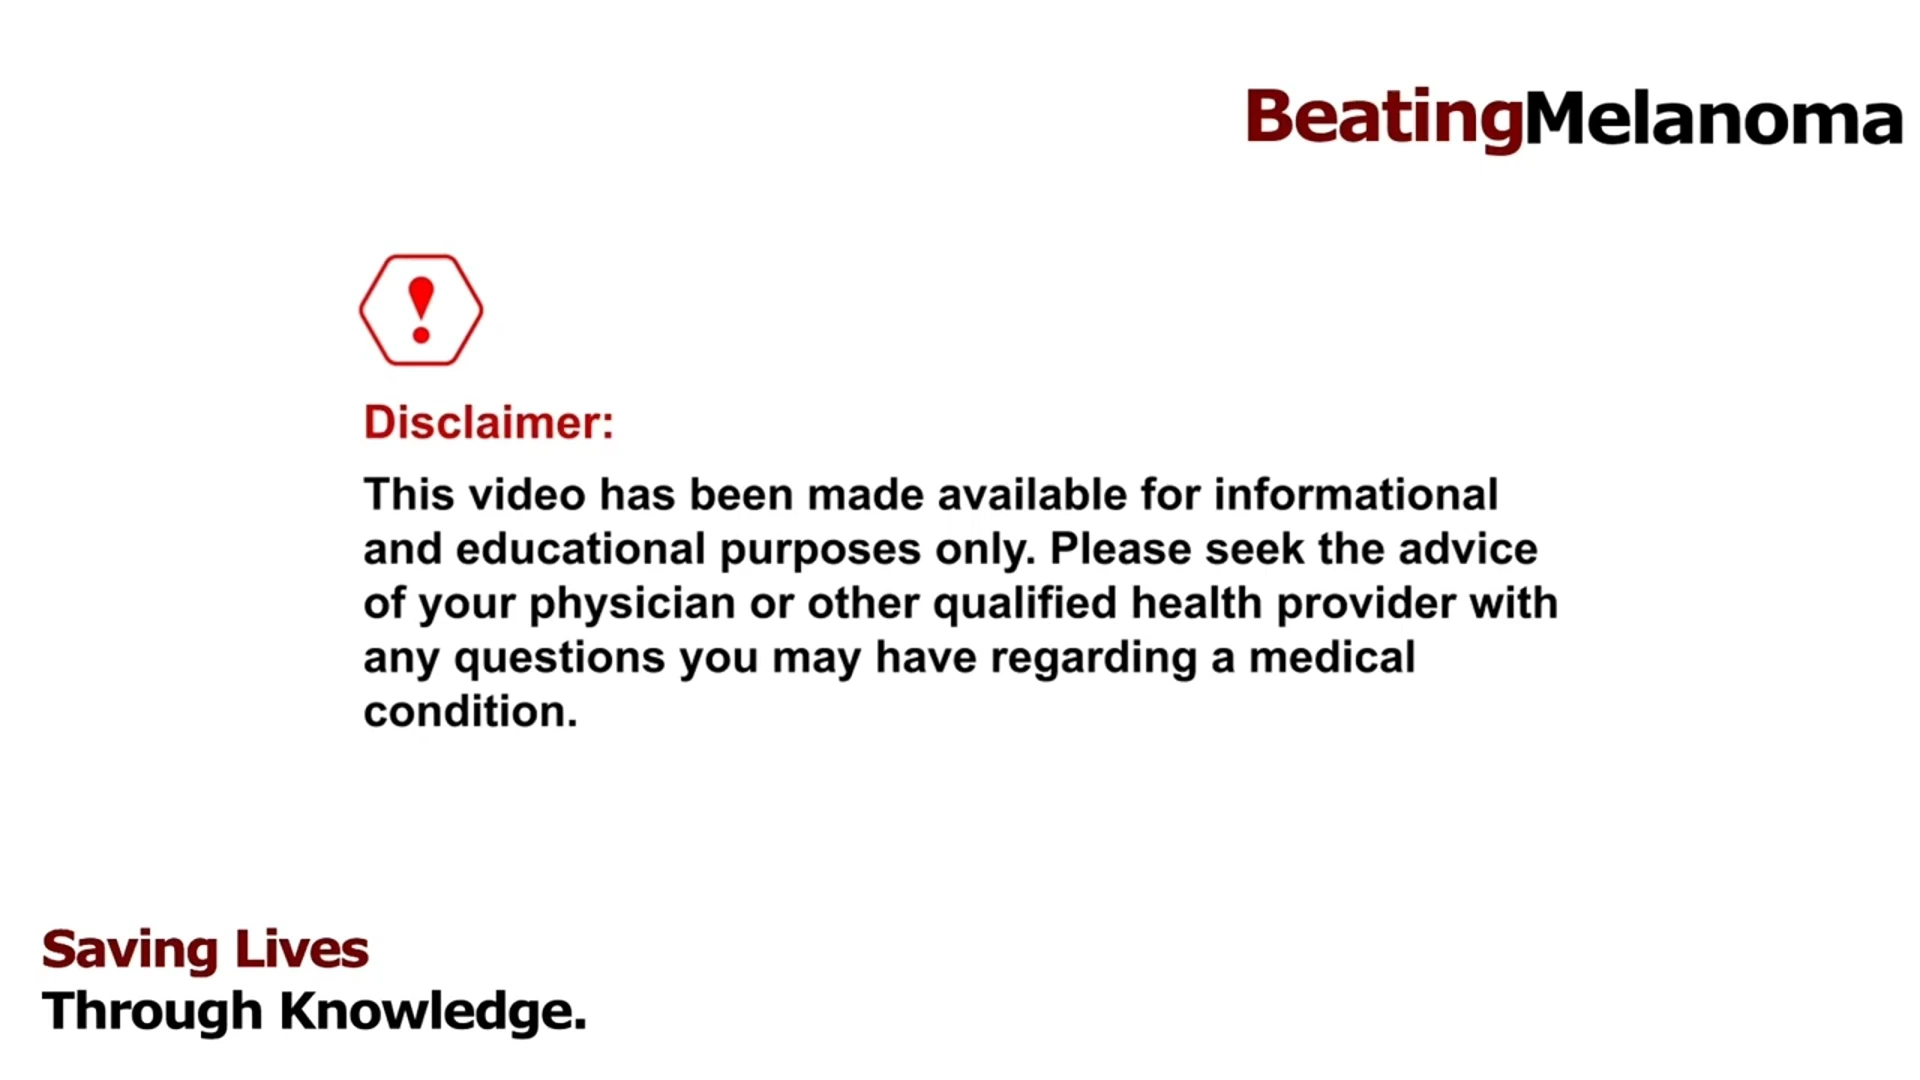 BeatingMelanoma
Disclaimer:
This video has been made available for informational
and educational purposes only. Please seek the advice
of your physician or other qualified health provider with
any questions you may have regarding a medical
condition.
Saving Lives
Through Knowledge.